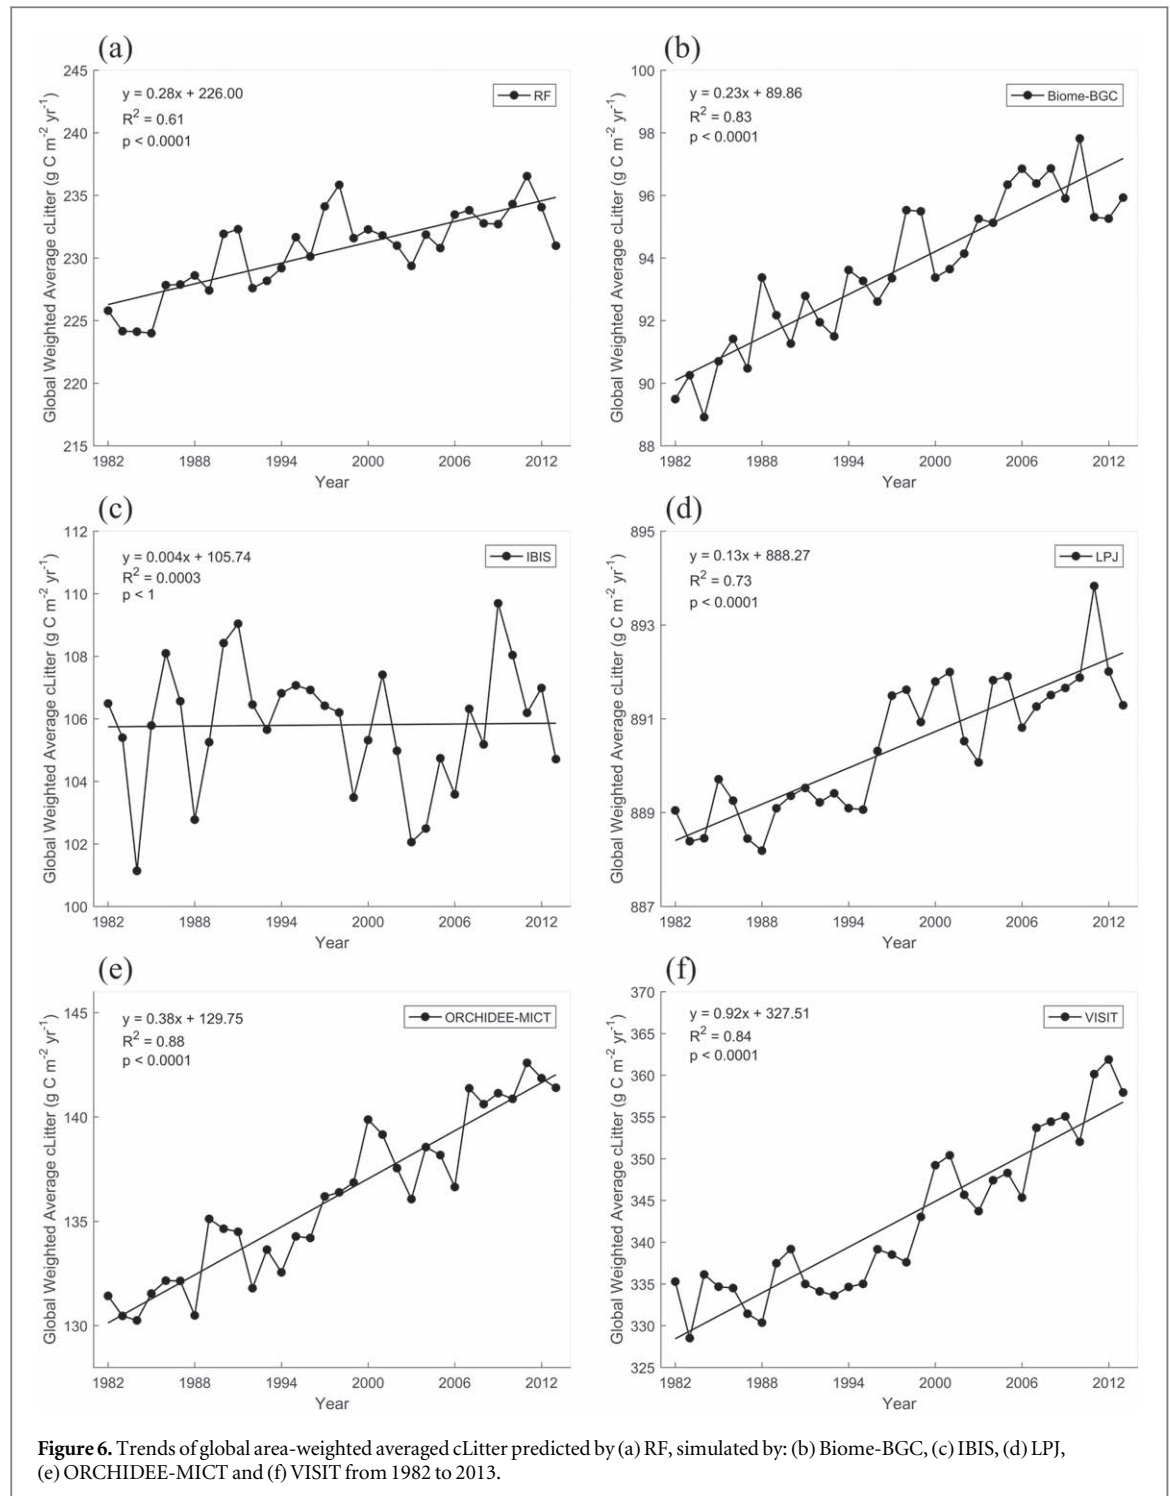 (a)
Global Weighted Average cLitter (g C m-2 yr-1)
245
240
235
230
225
220
215
y = 0.28x + 226.00
R2 = 0.61
p < 0.0001
RF
1982 1988 1994 2000 2006 2012
Year
(b)
Global Weighted Average cLitter (g C m-2 yr-1)
100
98
96
94
92
90
88
y = 0.23x + 89.86
R2 = 0.83
p < 0.0001
Biome-BGC
1982 1988 1994 2000 2006 2012
Year
(c)
Global Weighted Average cLitter (g C m-2 yr-1)
112
110
108
106
104
102
100
y = 0.004x + 105.74
R2 = 0.0003
p < 1
IBIS
1982 1988 1994 2000 2006 2012
Year
(d)
Global Weighted Average cLitter (g C m-2 yr-1)
895
893
891
889
887
y = 0.13x + 888.27
R2 = 0.73
p < 0.0001
LPJ
1982 1988 1994 2000 2006 2012
Year
(e)
Global Weighted Average cLitter (g C m-2 yr-1)
145
140
135
130
y = 0.38x + 129.75
R2 = 0.88
p < 0.0001
ORCHIDEE-MICT
1982 1988 1994 2000 2006 2012
Year
(f)
Global Weighted Average cLitter (g C m-2 yr-1)
370
365
360
355
350
345
340
335
330
325
y = 0.92x + 327.51
R2 = 0.84
p < 0.0001
VISIT
1982 1988 1994 2000 2006 2012
Year
Figure 6. Trends of global area-weighted averaged cLitter predicted by (a) RF, simulated by: (b) Biome-BGC, (c) IBIS, (d) LPJ,
(e) ORCHIDEE-MICT and (f) VISIT from 1982 to 2013.